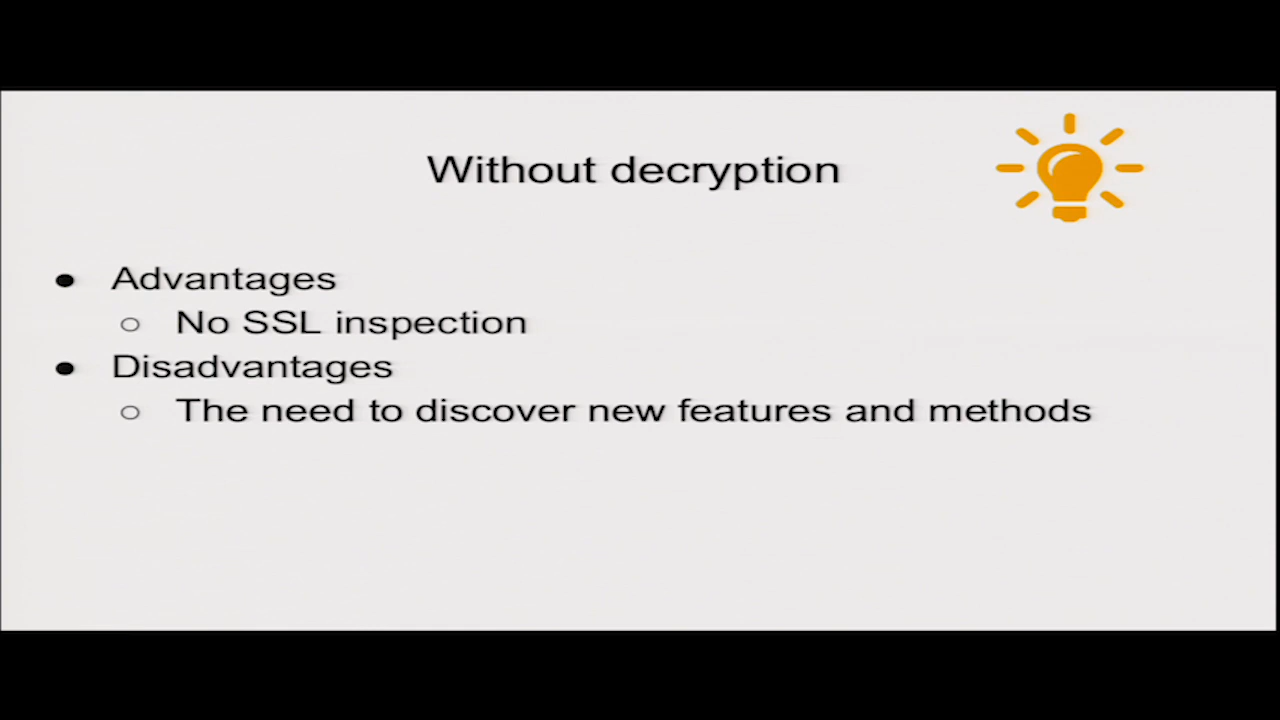 Without decryption
● Advantages
○ No SSL inspection
● Disadvantages
○ The need to discover new features and methods